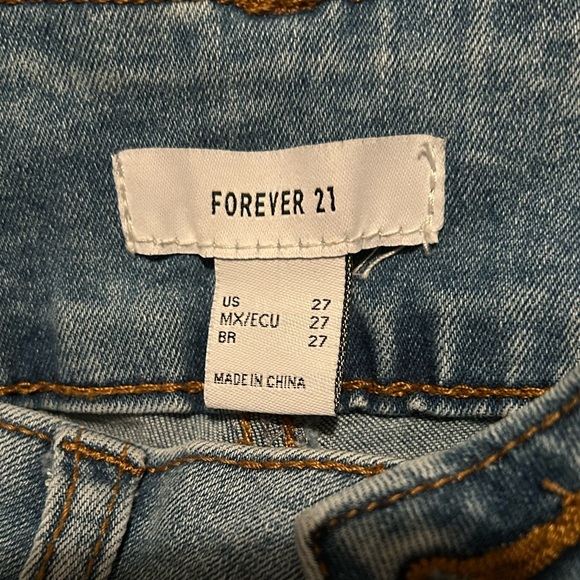 FOREVER 21
US 27
MX/ECU 27
BR 27
MADE IN CHINA